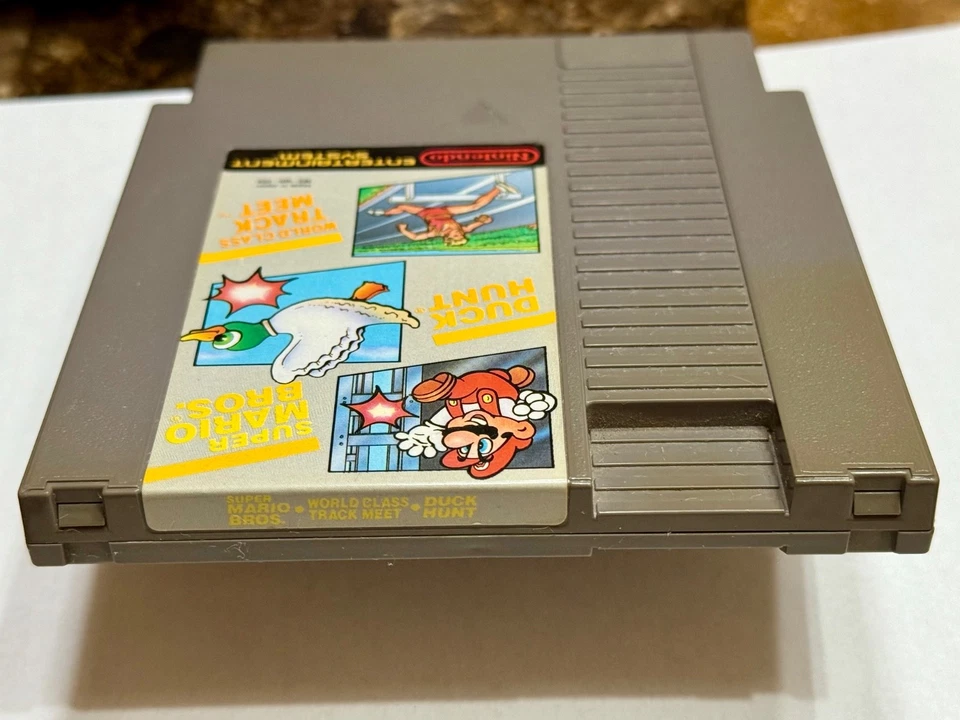 SUPER
MARIO
BROS.
DUCK
HUNT
WORLD CLASS
TRACK
MEET™
Nintendo
ENTERTAINMENT
SYSTEM
SUPER
MARIO
BROS.
• WORLD CLASS
TRACK MEET
• DUCK
HUNT